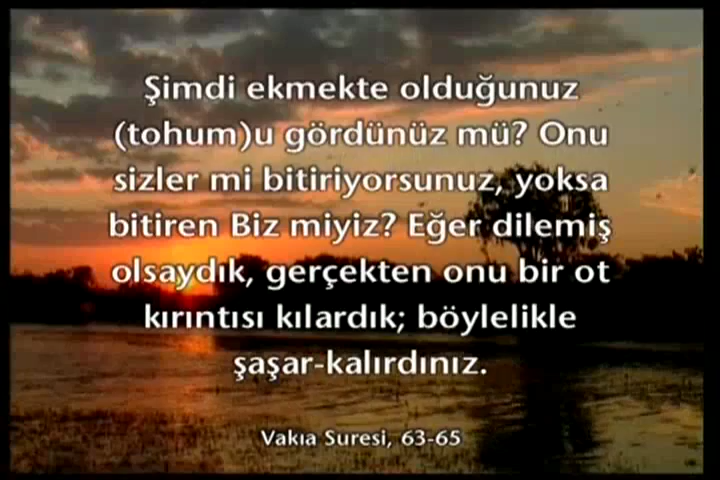 Şimdi ekmekte olduğunuz
(tohum)u gördünüz mü? Onu
sizler mi bitiriyorsunuz, yoksa
bitiren Biz miyiz? Eğer dilemiş
olsaydık, gerçekten onu bir ot
kırıntısı kılardık; böylelikle
şaşar-kalırdınız.
Vakıa Suresi, 63-65